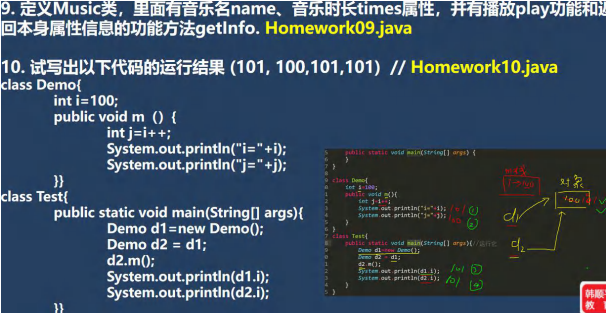 9. 定义Music类，里面有音乐名name、音乐时长times属性，并有播放play功能和返
回本身属性信息的功能方法getInfo. Homework09.java
10. 试写出以下代码的运行结果 (101, 100,101,101)  // Homework10.java
class Demo{
int i=100;
public void m () {
int j=i++;
System.out.println("i="+i);
System.out.println("j="+j);
}}
class Test{
public static void main(String[] args){
Demo d1=new Demo();
Demo d2 = d1;
d2.m();
System.out.println(d1.i);
System.out.println(d2.i);
}}
public static void main(String[] args) {
}
}
class Demo{
int i=100;
public void m(){
int j=i++;
System.out.println("i="+i);
System.out.println("j="+j);
}
}
class Test{
public static void main(String[] args){
Demo d1=new Demo();
Demo d2 = d1;
d2.m();
System.out.println(d1.i);
System.out.println(d2.i);
}
}
对象
d1
d2
韩顺
教